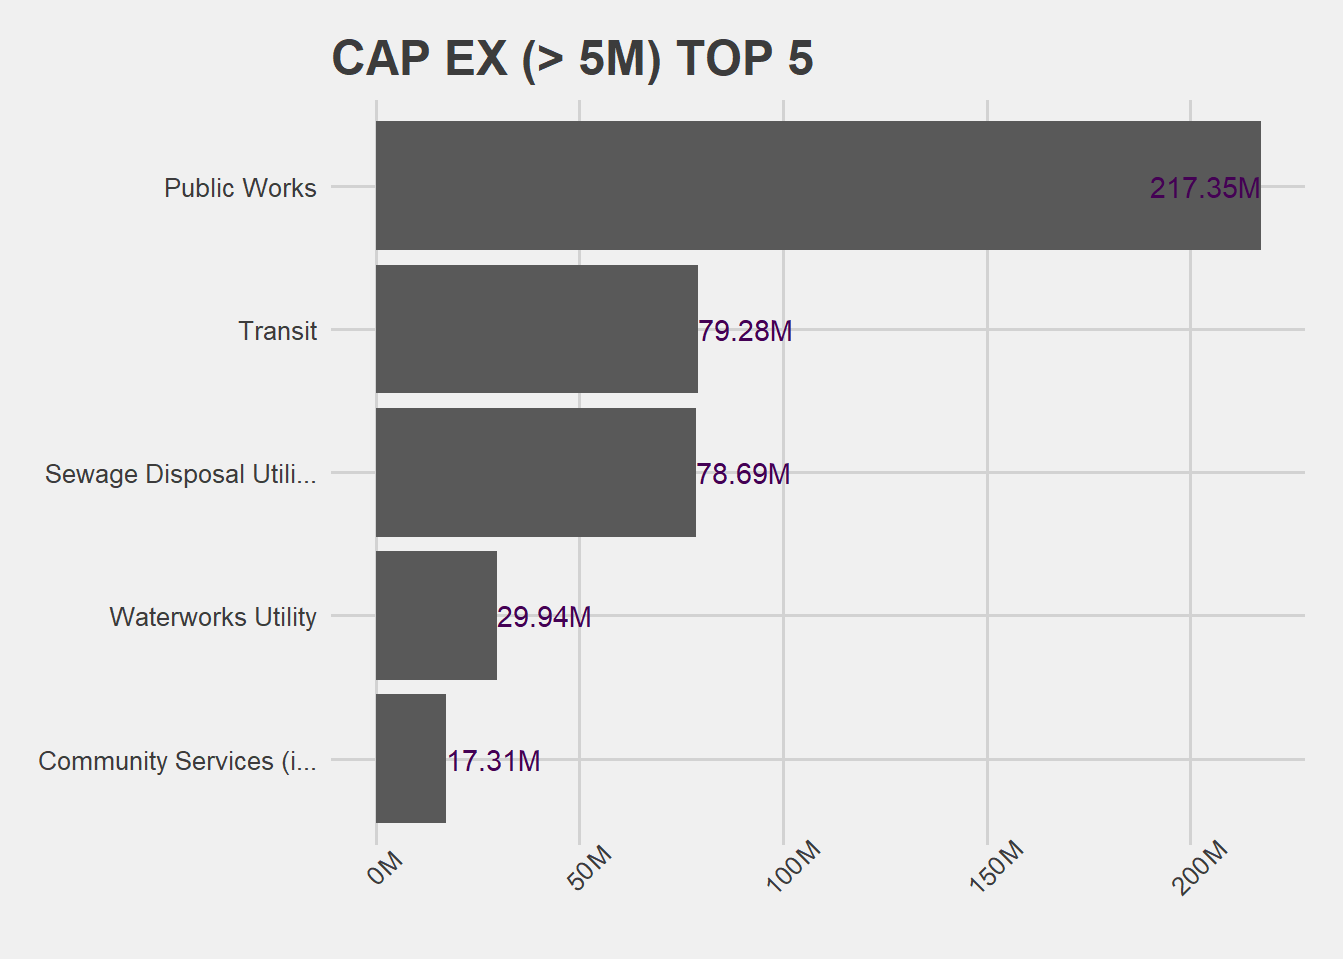 CAP EX (> 5M) TOP 5
Public Works
217.35M
Transit
79.28M
Sewage Disposal Utili...
78.69M
Waterworks Utility
29.94M
Community Services (i...
17.31M
0M
50M
100M
150M
200M